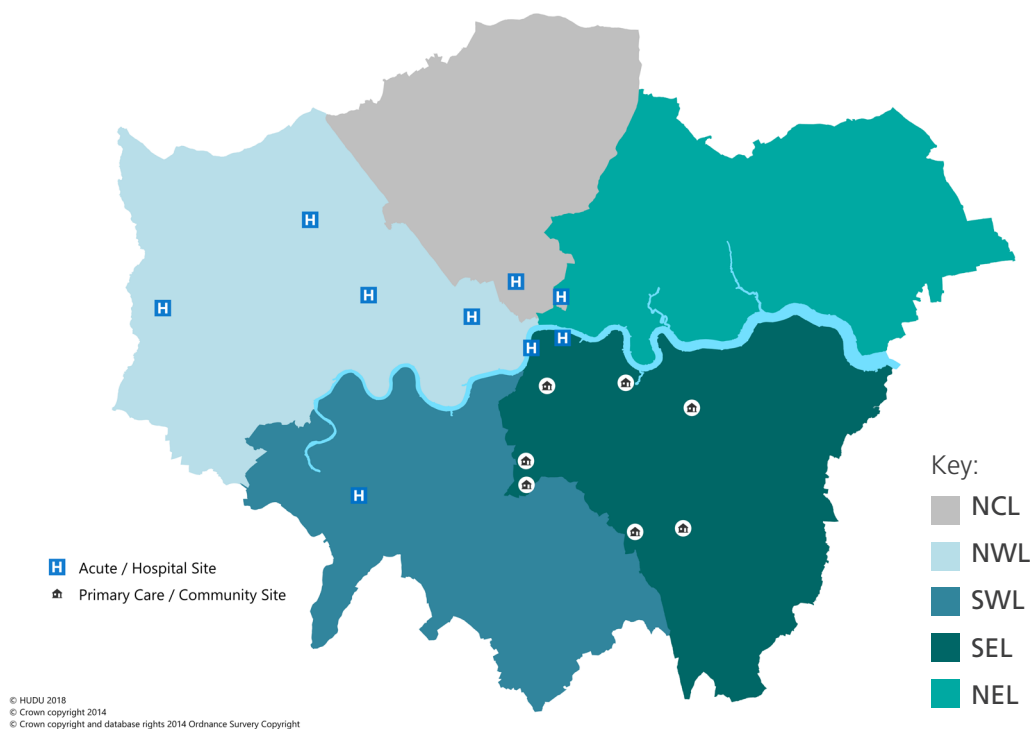 H
H
H
H
H
H
H
H
H
Key:
NCL
NWL
SWL
SEL
NEL
H Acute / Hospital Site
Primary Care / Community Site
© HUDU 2018
© Crown copyright 2014
© Crown copyright and database rights 2014 Ordnance Survery Copyright